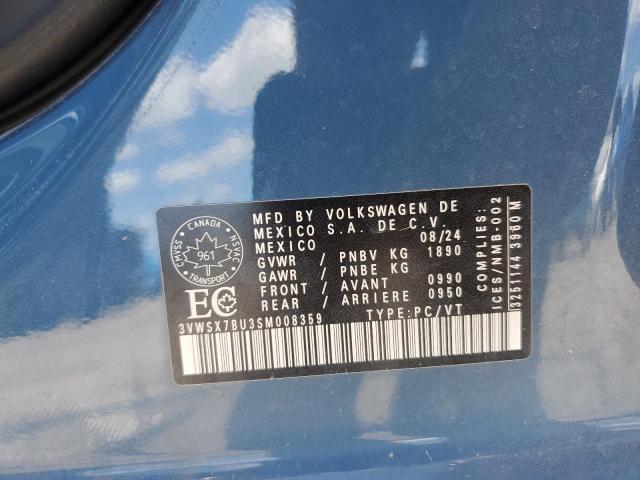 CANADA
CMVSS
NSVAC
961
TRANSPORT
EC
MFD BY VOLKSWAGEN DE
MEXICO S.A. DE C.V.
MEXICO 08/24
GVWR / PNBV KG 1890
GAWR / PNBE KG
FRONT / AVANT 0990
REAR / ARRIERE 0950
3VWSX7BU3SM008359 TYPE:PC/VT
COMPLIES:
ICES/NMB-002
3251144 3960 M